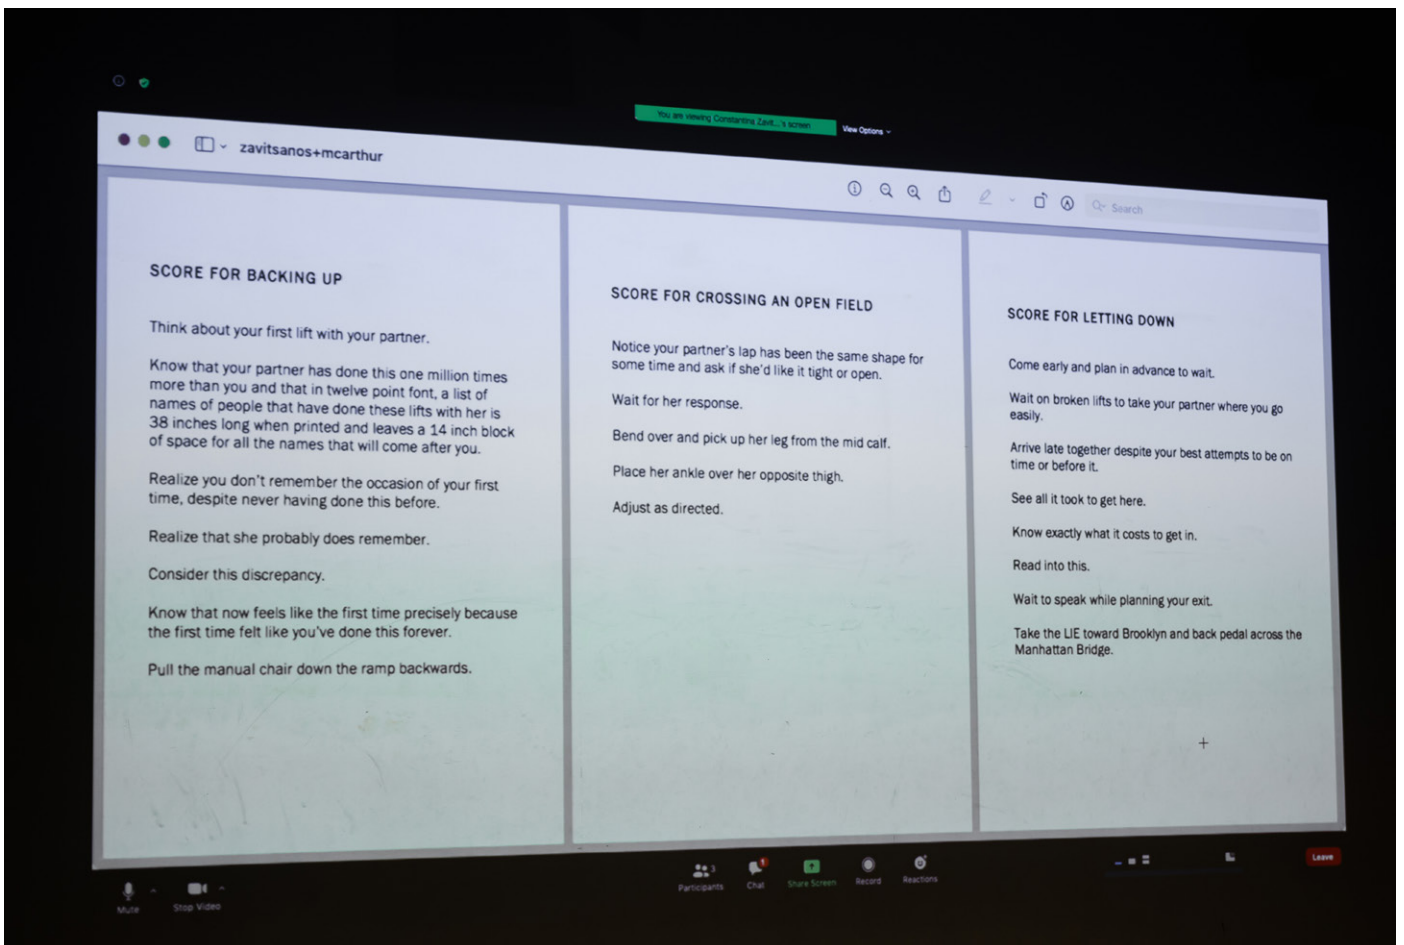 You are viewing Constantina Zavit...'s screen
View Options
zavitsanos+mcarthur
Search
SCORE FOR BACKING UP
Think about your first lift with your partner.
Know that your partner has done this one million times
more than you and that in twelve point font, a list of
names of people that have done these lifts with her is
38 inches long when printed and leaves a 14 inch block
of space for all the names that will come after you.
Realize you don't remember the occasion of your first
time, despite never having done this before.
Realize that she probably does remember.
Consider this discrepancy.
Know that now feels like the first time precisely because
the first time felt like you've done this forever.
Pull the manual chair down the ramp backwards.
SCORE FOR CROSSING AN OPEN FIELD
Notice your partner's lap has been the same shape for
some time and ask if she'd like it tight or open.
Wait for her response.
Bend over and pick up her leg from the mid calf.
Place her ankle over her opposite thigh.
Adjust as directed.
SCORE FOR LETTING DOWN
Come early and plan in advance to wait.
Wait on broken lifts to take your partner where you go
easily.
Arrive late together despite your best attempts to be on
time or before it.
See all it took to get here.
Know exactly what it costs to get in.
Read into this.
Wait to speak while planning your exit.
Take the LIE toward Brooklyn and back pedal across the
Manhattan Bridge.
Mute
Stop Video
3
Participants
1
Chat
Share Screen
Record
Reactions
Leave